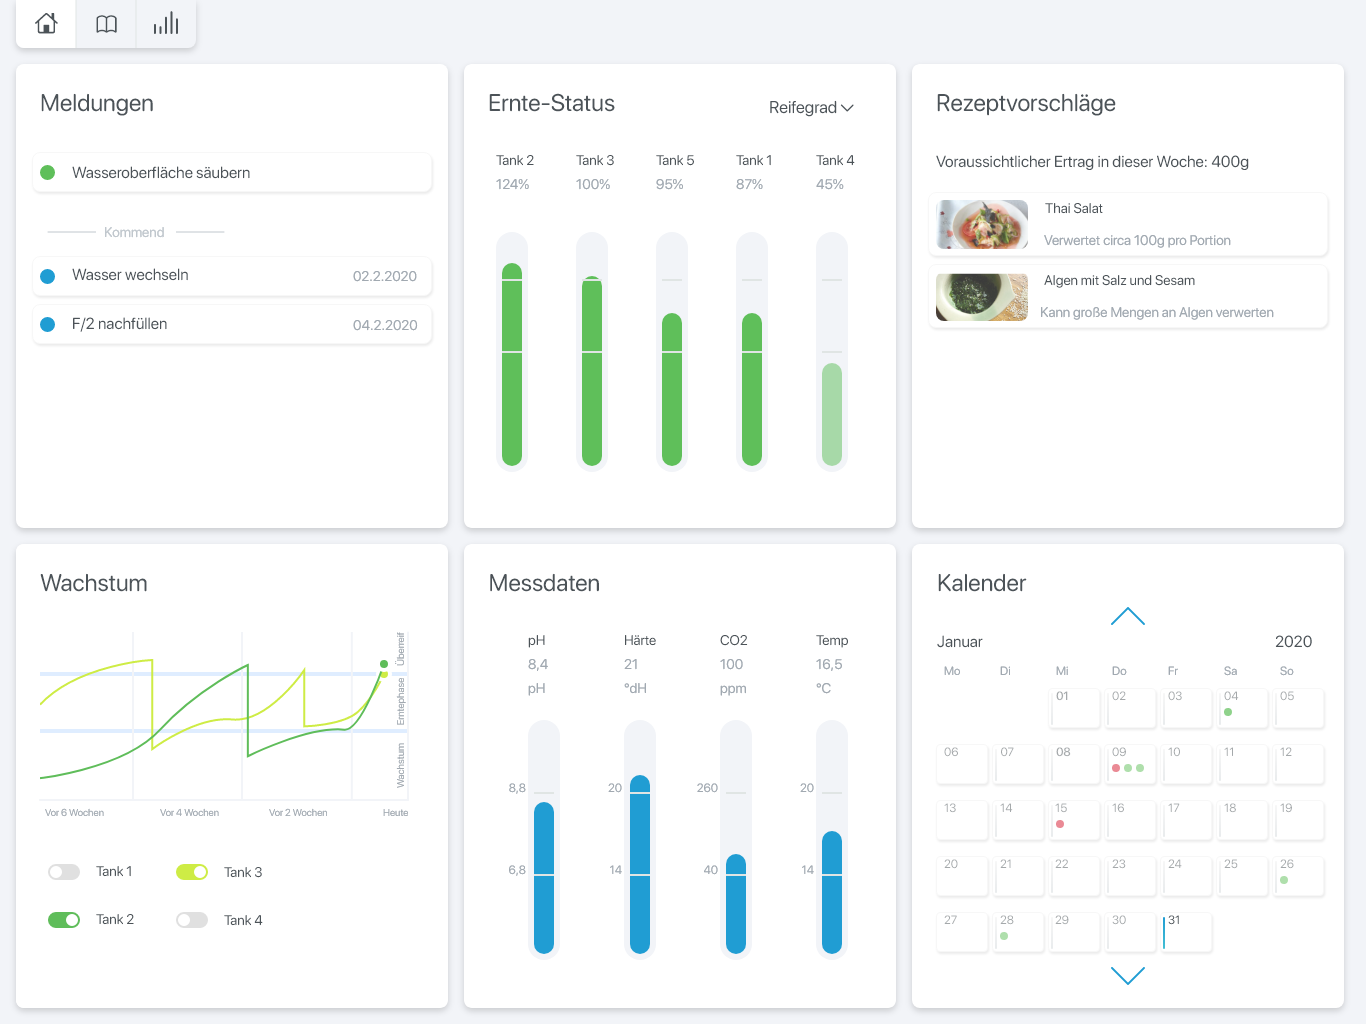 Meldungen
Wasseroberfläche säubern
Kommend
Wasser wechseln 02.2.2020
F/2 nachfüllen 04.2.2020
Ernte-Status
Reifegrad
Tank 2 Tank 3 Tank 5 Tank 1 Tank 4
124% 100% 95% 87% 45%
Rezeptvorschläge
Voraussichtlicher Ertrag in dieser Woche: 400g
Thai Salat
Verwertet circa 100g pro Portion
Algen mit Salz und Sesam
Kann große Mengen an Algen verwerten
Wachstum
Überreif
Erntephase
Wachstum
Vor 6 Wochen Vor 4 Wochen Vor 2 Wochen Heute
Tank 1 Tank 3
Tank 2 Tank 4
Messdaten
pH Härte CO2 Temp
8,4 21 100 16,5
pH °dH ppm °C
8,8 20 260 20
6,8 14 40 14
Kalender
Januar 2020
Mo Di Mi Do Fr Sa So
01 02 03 04 05
06 07 08 09 10 11 12
13 14 15 16 17 18 19
20 21 22 23 24 25 26
27 28 29 30 31